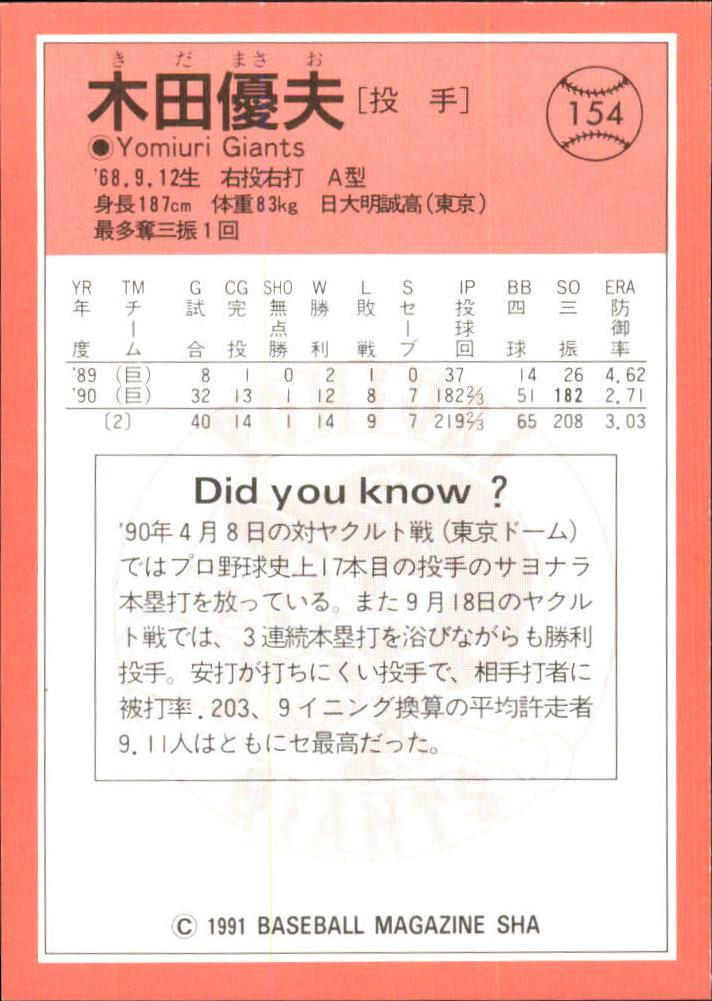 きだ まさお
木田優夫 [投 手]
154
●Yomiuri Giants
'68.9.12生 右投右打 A型
身長187cm 体重83kg 日大明誠高(東京)
最多奪三振1回
YR TM G CG SHO W L S IP BB SO ERA
年度 チーム 試合 完投 無点勝 勝利 敗戦 セーブ 投球回 四球 三振 防御率
'89 (巨) 8 1 0 2 1 0 37 14 26 4.62
'90 (巨) 32 13 1 12 8 7 182⅔ 51 182 2.71
〔2〕 40 14 1 14 9 7 219⅔ 65 208 3.03
Did you know ?
'90年4月8日の対ヤクルト戦(東京ドーム)
ではプロ野球史上17本目の投手のサヨナラ
本塁打を放っている。また9月18日のヤクル
ト戦では、3連続本塁打を浴びながらも勝利
投手。安打が打ちにくい投手で、相手打者に
被打率.203、9イニング換算の平均許走者
9.11人はともにセ最高だった。
© 1991 BASEBALL MAGAZINE SHA